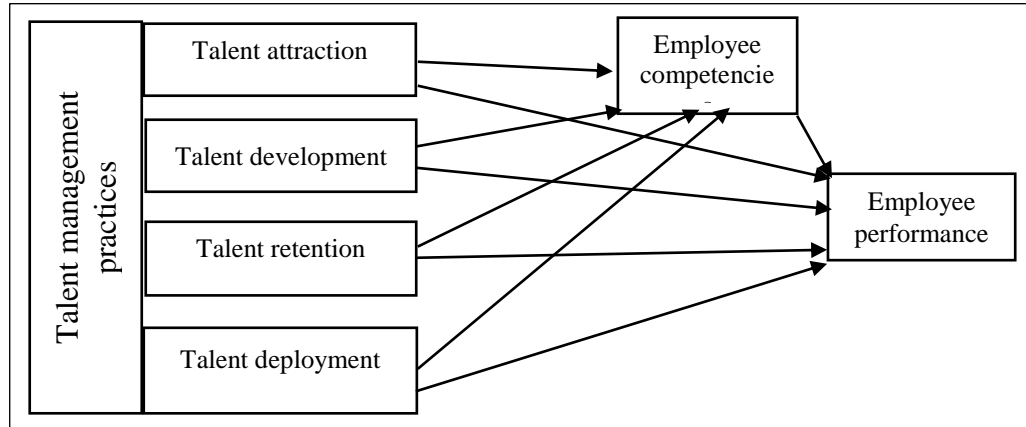 Talent management
practices
Talent attraction
Talent development
Talent retention
Talent deployment
Employee
competencie
Employee
performance